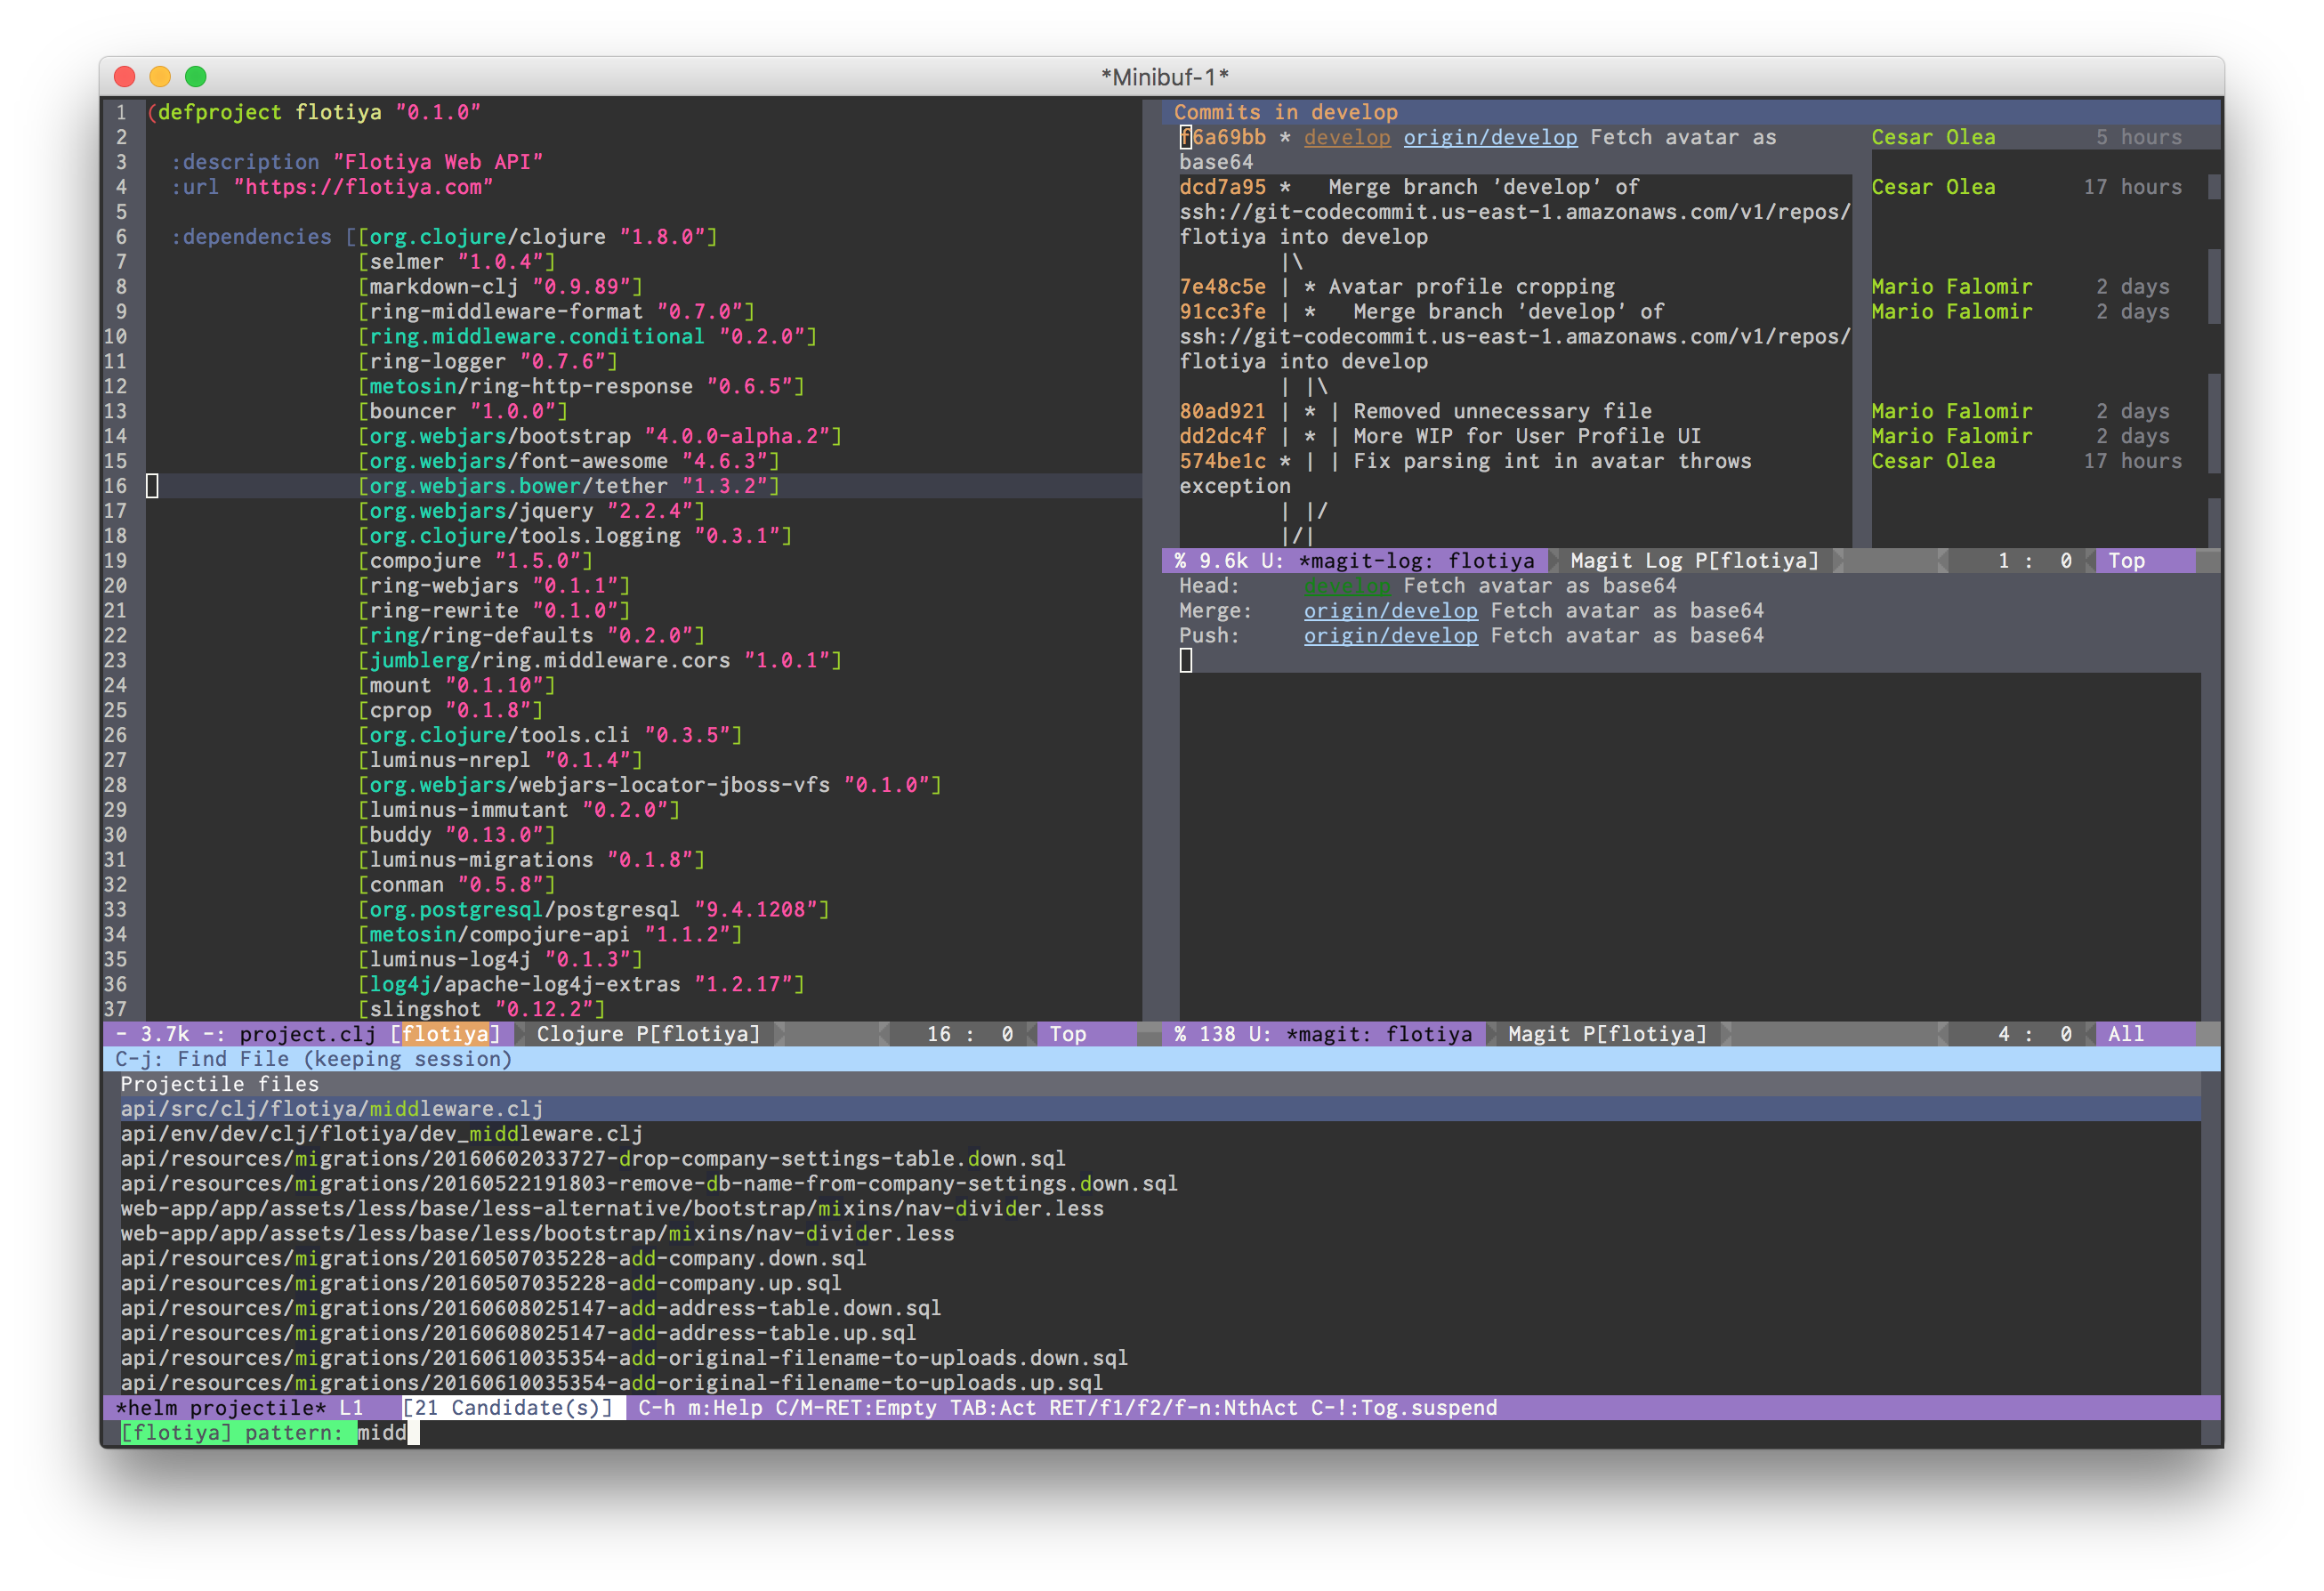 *Minibuf-1*
1 (defproject flotiya "0.1.0"
2
3 :description "Flotiya Web API"
4 :url "https://flotiya.com"
5
6 :dependencies [[org.clojure/clojure "1.8.0"]
7 [selmer "1.0.4"]
8 [markdown-clj "0.9.89"]
9 [ring-middleware-format "0.7.0"]
10 [ring.middleware.conditional "0.2.0"]
11 [ring-logger "0.7.6"]
12 [metosin/ring-http-response "0.6.5"]
13 [bouncer "1.0.0"]
14 [org.webjars/bootstrap "4.0.0-alpha.2"]
15 [org.webjars/font-awesome "4.6.3"]
16 [org.webjars.bower/tether "1.3.2"]
17 [org.webjars/jquery "2.2.4"]
18 [org.clojure/tools.logging "0.3.1"]
19 [compojure "1.5.0"]
20 [ring-webjars "0.1.1"]
21 [ring-rewrite "0.1.0"]
22 [ring/ring-defaults "0.2.0"]
23 [jumblerg/ring.middleware.cors "1.0.1"]
24 [mount "0.1.10"]
25 [cprop "0.1.8"]
26 [org.clojure/tools.cli "0.3.5"]
27 [luminus-nrepl "0.1.4"]
28 [org.webjars/webjars-locator-jboss-vfs "0.1.0"]
29 [luminus-immutant "0.2.0"]
30 [buddy "0.13.0"]
31 [luminus-migrations "0.1.8"]
32 [conman "0.5.8"]
33 [org.postgresql/postgresql "9.4.1208"]
34 [metosin/compojure-api "1.1.2"]
35 [luminus-log4j "0.1.3"]
36 [log4j/apache-log4j-extras "1.2.17"]
37 [slingshot "0.12.2"]
- 3.7k -: project.clj [flotiya] Clojure P[flotiya] 16 : 0 Top
Commits in develop
f6a69bb * develop origin/develop Fetch avatar as Cesar Olea 5 hours
base64
dcd7a95 * Merge branch 'develop' of Cesar Olea 17 hours
ssh://git-codecommit.us-east-1.amazonaws.com/v1/repos/
flotiya into develop
|\
7e48c5e | * Avatar profile cropping Mario Falomir 2 days
91cc3fe | * Merge branch 'develop' of Mario Falomir 2 days
ssh://git-codecommit.us-east-1.amazonaws.com/v1/repos/
flotiya into develop
| |\
80ad921 | * | Removed unnecessary file Mario Falomir 2 days
dd2dc4f | * | More WIP for User Profile UI Mario Falomir 2 days
574be1c * | | Fix parsing int in avatar throws Cesar Olea 17 hours
exception
| |/
|/|
% 9.6k U: *magit-log: flotiya Magit Log P[flotiya] 1 : 0 Top
Head: develop Fetch avatar as base64
Merge: origin/develop Fetch avatar as base64
Push: origin/develop Fetch avatar as base64
% 138 U: *magit: flotiya Magit P[flotiya] 4 : 0 All
C-j: Find File (keeping session)
Projectile files
api/src/clj/flotiya/middleware.clj
api/env/dev/clj/flotiya/dev_middleware.clj
api/resources/migrations/20160602033727-drop-company-settings-table.down.sql
api/resources/migrations/20160522191803-remove-db-name-from-company-settings.down.sql
web-app/app/assets/less/base/less-alternative/bootstrap/mixins/nav-divider.less
web-app/app/assets/less/base/less/bootstrap/mixins/nav-divider.less
api/resources/migrations/20160507035228-add-company.down.sql
api/resources/migrations/20160507035228-add-company.up.sql
api/resources/migrations/20160608025147-add-address-table.down.sql
api/resources/migrations/20160608025147-add-address-table.up.sql
api/resources/migrations/20160610035354-add-original-filename-to-uploads.down.sql
api/resources/migrations/20160610035354-add-original-filename-to-uploads.up.sql
*helm projectile* L1 [21 Candidate(s)] C-h m:Help C/M-RET:Empty TAB:Act RET/f1/f2/f-n:NthAct C-!:Tog.suspend
[flotiya] pattern: midd